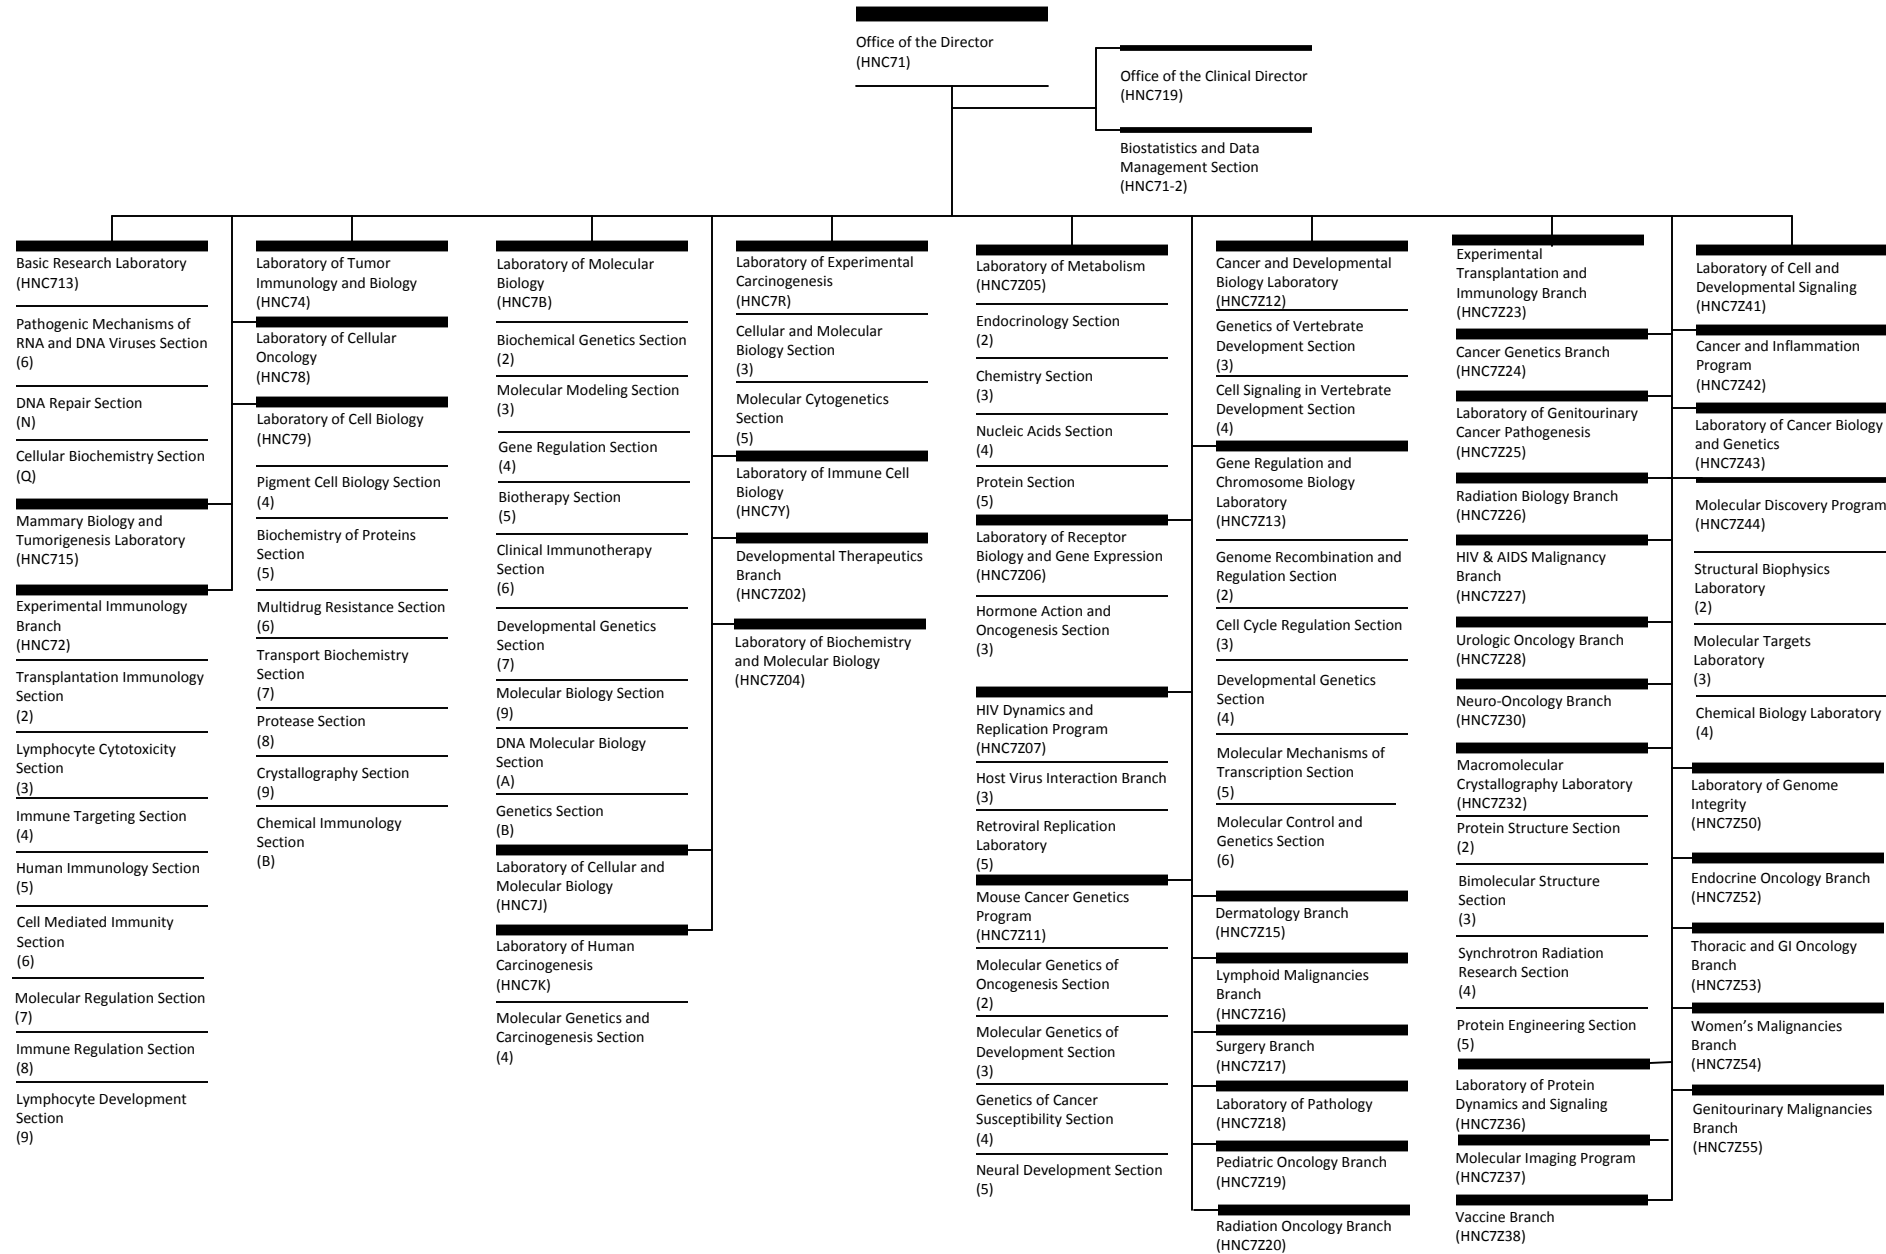 Office of the Director
(HNC71)
Office of the Clinical Director
(HNC719)
Biostatistics and Data
Management Section
(HNC71-2)
Basic Research Laboratory
(HNC713)
Pathogenic Mechanisms of
RNA and DNA Viruses Section
(6)
DNA Repair Section
(N)
Cellular Biochemistry Section
(Q)
Mammary Biology and
Tumorigenesis Laboratory
(HNC715)
Experimental Immunology
Branch
(HNC72)
Transplantation Immunology
Section
(2)
Lymphocyte Cytotoxicity
Section
(3)
Immune Targeting Section
(4)
Human Immunology Section
(5)
Cell Mediated Immunity
Section
(6)
Molecular Regulation Section
(7)
Immune Regulation Section
(8)
Lymphocyte Development
Section
(9)
Laboratory of Tumor
Immunology and Biology
(HNC74)
Laboratory of Cellular
Oncology
(HNC78)
Laboratory of Cell Biology
(HNC79)
Pigment Cell Biology Section
(4)
Biochemistry of Proteins
Section
(5)
Multidrug Resistance Section
(6)
Transport Biochemistry
Section
(7)
Protease Section
(8)
Crystallography Section
(9)
Chemical Immunology
Section
(B)
Laboratory of Molecular
Biology
(HNC7B)
Biochemical Genetics Section
(2)
Molecular Modeling Section
(3)
Gene Regulation Section
(4)
Biotherapy Section
(5)
Clinical Immunotherapy
Section
(6)
Developmental Genetics
Section
(7)
Molecular Biology Section
(9)
DNA Molecular Biology
Section
(A)
Genetics Section
(B)
Laboratory of Cellular and
Molecular Biology
(HNC7J)
Laboratory of Human
Carcinogenesis
(HNC7K)
Molecular Genetics and
Carcinogenesis Section
(4)
Laboratory of Experimental
Carcinogenesis
(HNC7R)
Cellular and Molecular
Biology Section
(3)
Molecular Cytogenetics
Section
(5)
Laboratory of Immune Cell
Biology
(HNC7Y)
Developmental Therapeutics
Branch
(HNC7Z02)
Laboratory of Biochemistry
and Molecular Biology
(HNC7Z04)
Laboratory of Metabolism
(HNC7Z05)
Endocrinology Section
(2)
Chemistry Section
(3)
Nucleic Acids Section
(4)
Protein Section
(5)
Laboratory of Receptor
Biology and Gene Expression
(HNC7Z06)
Hormone Action and
Oncogenesis Section
(3)
HIV Dynamics and
Replication Program
(HNC7Z07)
Host Virus Interaction Branch
(3)
Retroviral Replication
Laboratory
(5)
Mouse Cancer Genetics
Program
(HNC7Z11)
Molecular Genetics of
Oncogenesis Section
(2)
Molecular Genetics of
Development Section
(3)
Genetics of Cancer
Susceptibility Section
(4)
Neural Development Section
(5)
Cancer and Developmental
Biology Laboratory
(HNC7Z12)
Genetics of Vertebrate
Development Section
(3)
Cell Signaling in Vertebrate
Development Section
(4)
Gene Regulation and
Chromosome Biology
Laboratory
(HNC7Z13)
Genome Recombination and
Regulation Section
(2)
Cell Cycle Regulation Section
(3)
Developmental Genetics
Section
(4)
Molecular Mechanisms of
Transcription Section
(5)
Molecular Control and
Genetics Section
(6)
Dermatology Branch
(HNC7Z15)
Lymphoid Malignancies
Branch
(HNC7Z16)
Surgery Branch
(HNC7Z17)
Laboratory of Pathology
(HNC7Z18)
Pediatric Oncology Branch
(HNC7Z19)
Radiation Oncology Branch
(HNC7Z20)
Experimental
Transplantation and
Immunology Branch
(HNC7Z23)
Cancer Genetics Branch
(HNC7Z24)
Laboratory of Genitourinary
Cancer Pathogenesis
(HNC7Z25)
Radiation Biology Branch
(HNC7Z26)
HIV & AIDS Malignancy
Branch
(HNC7Z27)
Urologic Oncology Branch
(HNC7Z28)
Neuro-Oncology Branch
(HNC7Z30)
Macromolecular
Crystallography Laboratory
(HNC7Z32)
Protein Structure Section
(2)
Bimolecular Structure
Section
(3)
Synchrotron Radiation
Research Section
(4)
Protein Engineering Section
(5)
Laboratory of Protein
Dynamics and Signaling
(HNC7Z36)
Molecular Imaging Program
(HNC7Z37)
Vaccine Branch
(HNC7Z38)
Laboratory of Cell and
Developmental Signaling
(HNC7Z41)
Cancer and Inflammation
Program
(HNC7Z42)
Laboratory of Cancer Biology
and Genetics
(HNC7Z43)
Molecular Discovery Program
(HNC7Z44)
Structural Biophysics
Laboratory
(2)
Molecular Targets
Laboratory
(3)
Chemical Biology Laboratory
(4)
Laboratory of Genome
Integrity
(HNC7Z50)
Endocrine Oncology Branch
(HNC7Z52)
Thoracic and GI Oncology
Branch
(HNC7Z53)
Women’s Malignancies
Branch
(HNC7Z54)
Genitourinary Malignancies
Branch
(HNC7Z55)